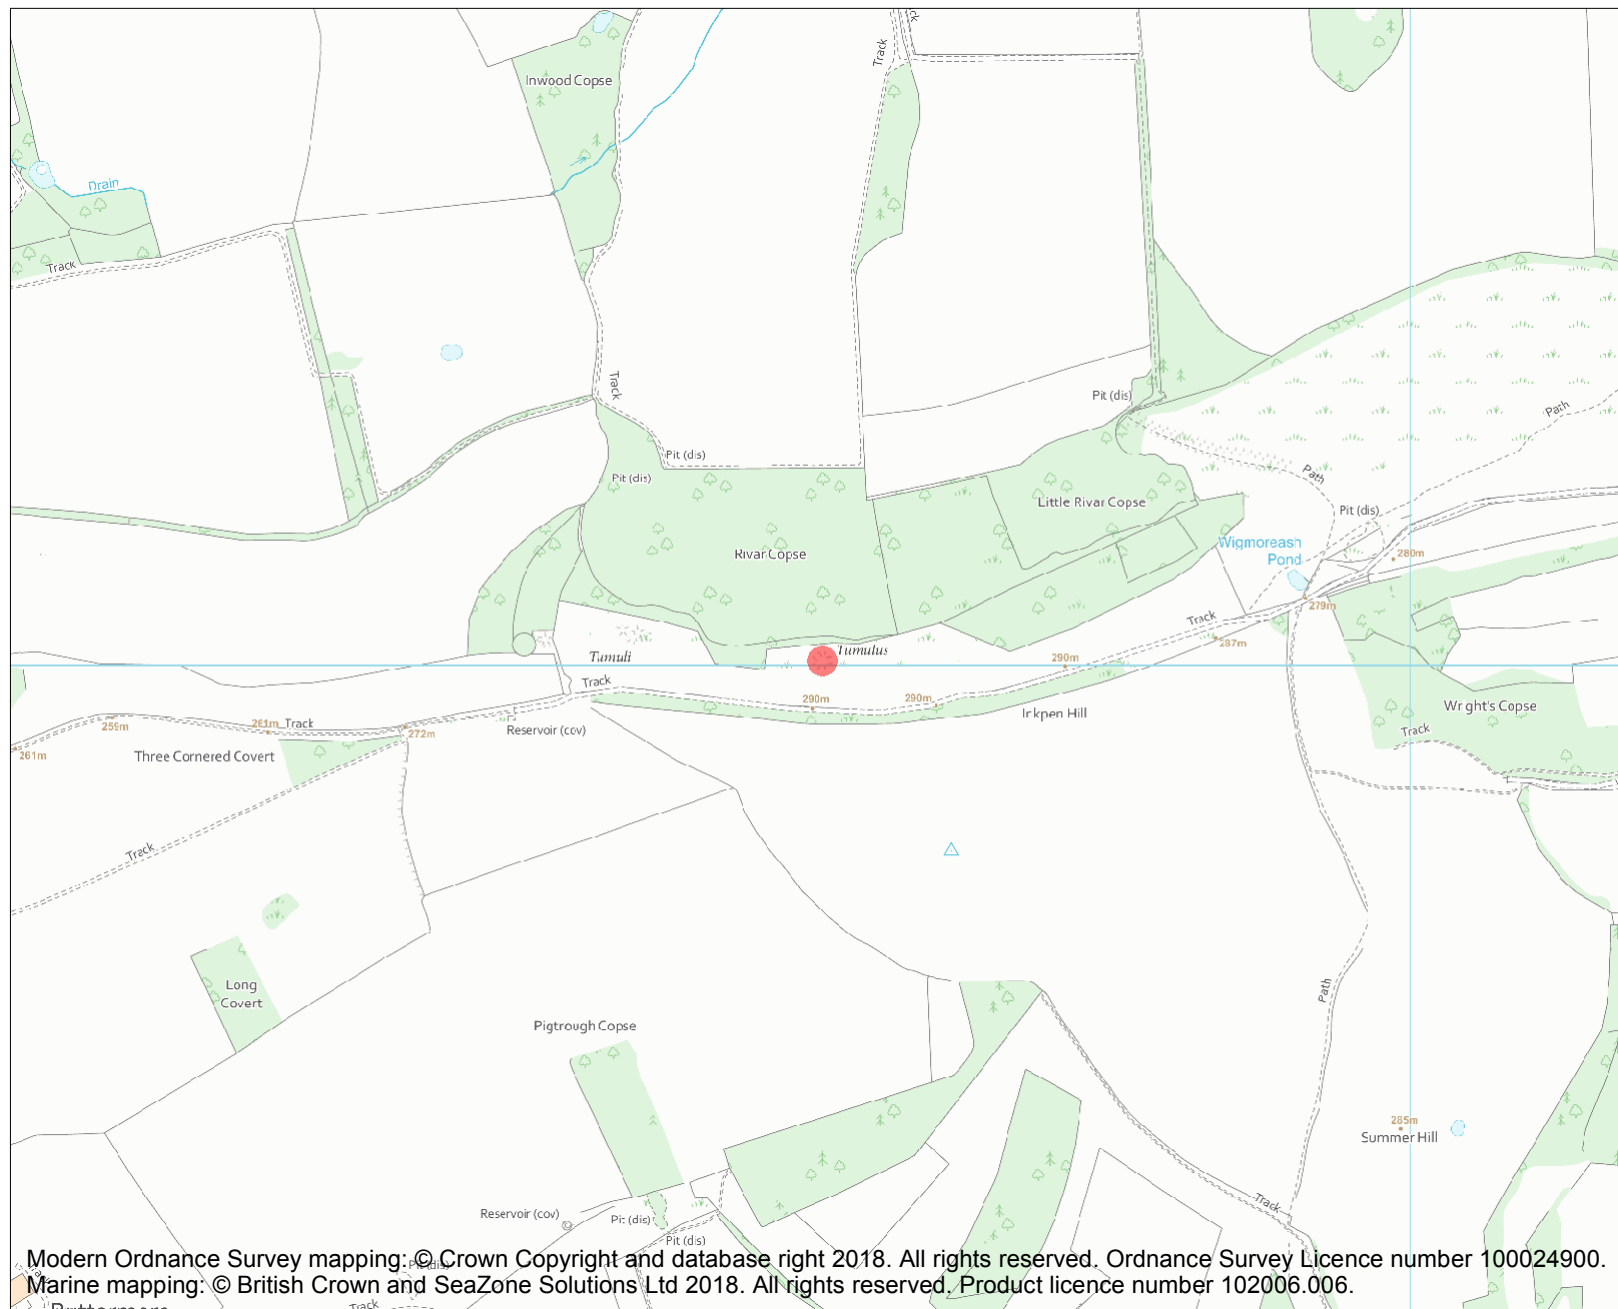 Track
Inwood Copse
Drain
Track
Track
Pit (dis)
Path
Pit (dis)
Pit (dis)
Path
Little Rivar Copse
Pit (dis)
Rivar Copse
Wigmoreash
Pond
280m
279m
Track
287m
Tumuli
Tumulus
290m
Track
290m
290m
Inkpen Hill
Wright's Copse
Track
259m
261m
Track
272m
Reservoir (cov)
261m
Three Cornered Covert
Track
Long
Covert
Path
Pigtrough Copse
285m
Summer Hill
Track
Reservoir (cov)
Pit (dis)
Pit (dis)
Modern Ordnance Survey mapping: © Crown Copyright and database right 2018. All rights reserved. Ordnance Survey Licence number 100024900.
Pit (dis)
Marine mapping: © British Crown and SeaZone Solutions Ltd 2018. All rights reserved. Product licence number 102006.006.
Track